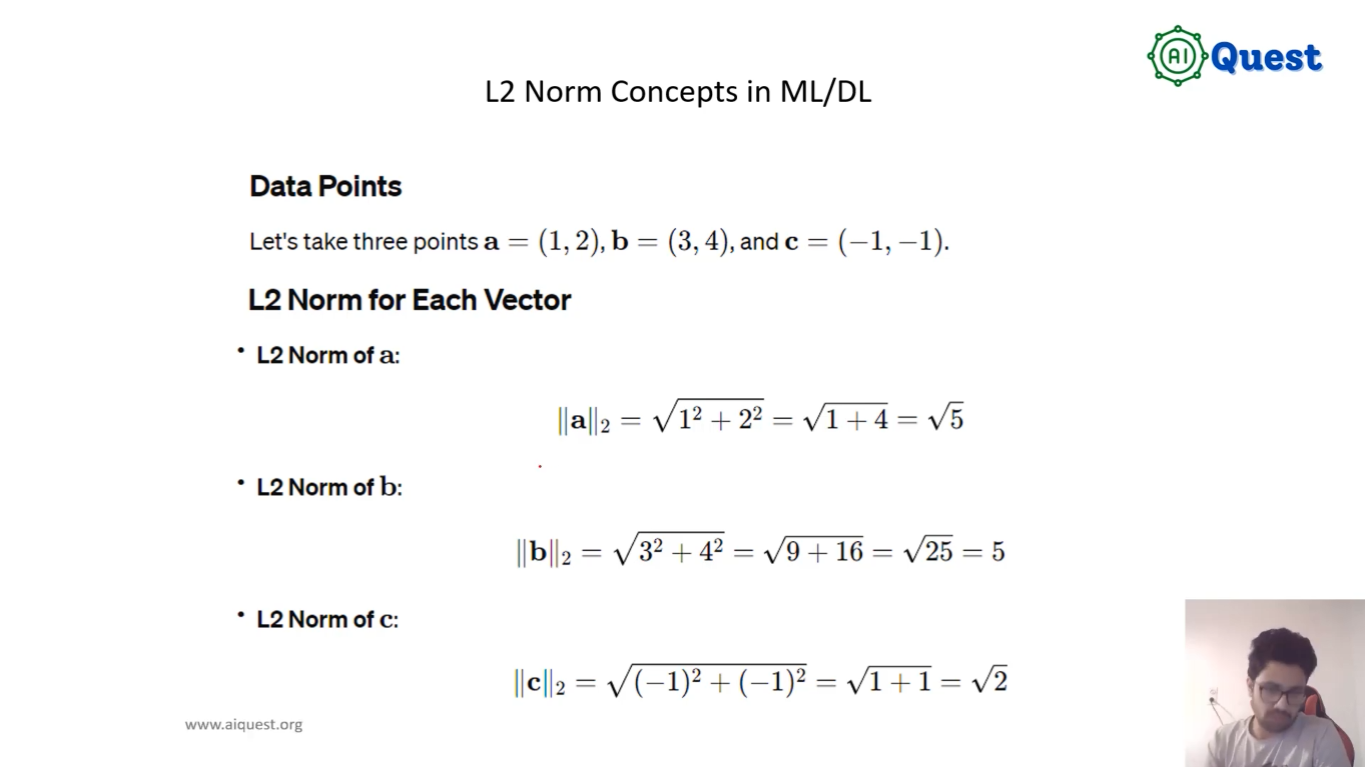 AI Quest
L2 Norm Concepts in ML/DL
Data Points
Let's take three points a = (1, 2), b = (3, 4), and c = (−1, −1).
L2 Norm for Each Vector
• L2 Norm of a:
||a||₂ = √(1² + 2²) = √(1 + 4) = √5
• L2 Norm of b:
||b||₂ = √(3² + 4²) = √(9 + 16) = √25 = 5
• L2 Norm of c:
||c||₂ = √((−1)² + (−1)²) = √(1 + 1) = √2
www.aiquest.org